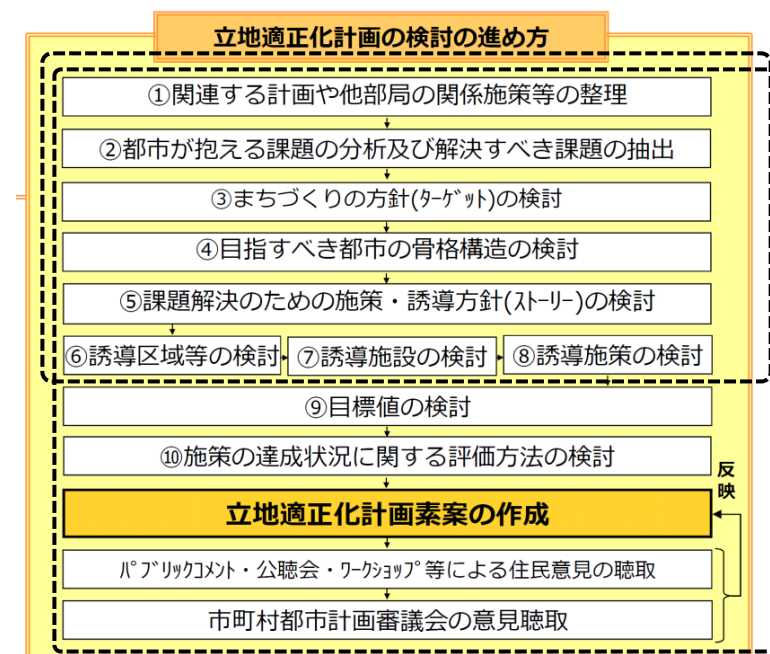 立地適正化計画の検討の進め方
①関連する計画や他部局の関係施策等の整理
②都市が抱える課題の分析及び解決すべき課題の抽出
③まちづくりの方針(ﾀｰｹﾞｯﾄ)の検討
④目指すべき都市の骨格構造の検討
⑤課題解決のための施策・誘導方針(ｽﾄｰﾘｰ)の検討
⑥誘導区域等の検討
⑦誘導施設の検討
⑧誘導施策の検討
⑨目標値の検討
⑩施策の達成状況に関する評価方法の検討
反映
立地適正化計画素案の作成
ﾊﾟﾌﾞﾘｯｸｺﾒﾝﾄ・公聴会・ﾜｰｸｼｮｯﾌﾟ等による住民意見の聴取
市町村都市計画審議会の意見聴取